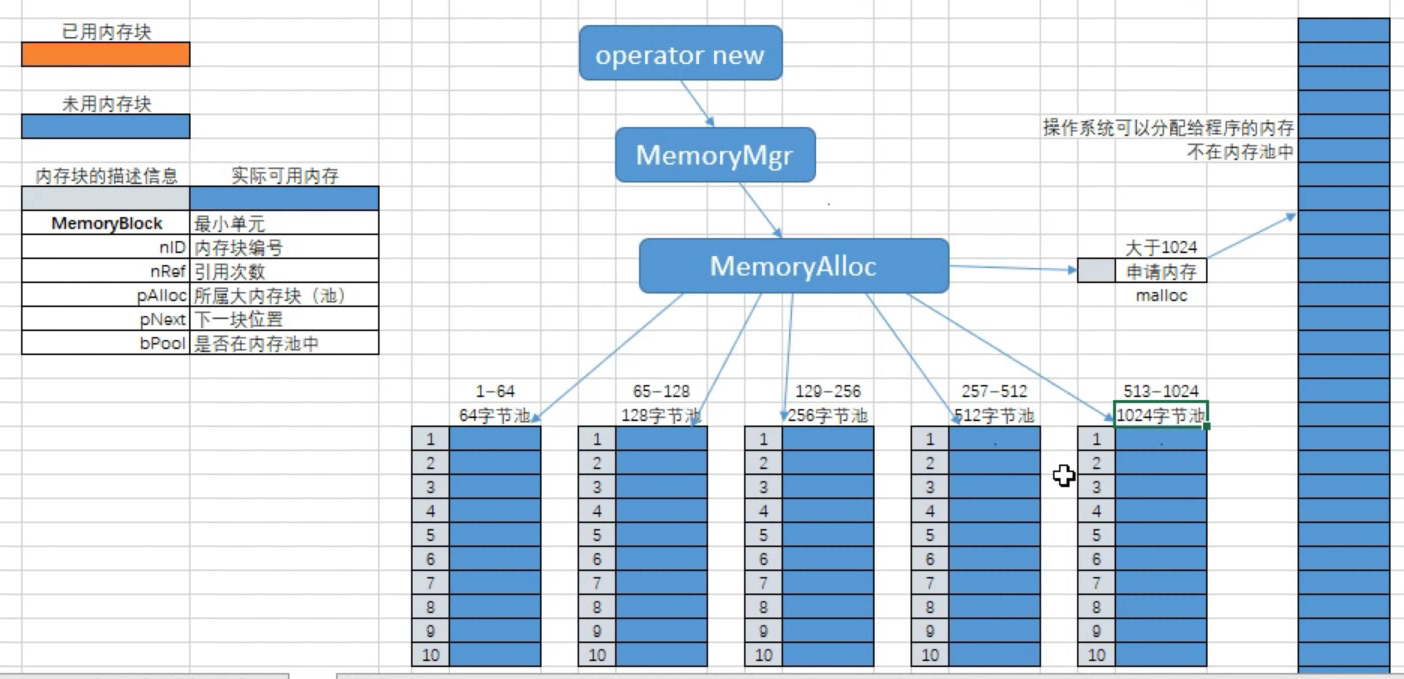 已用内存块
未用内存块
内存块的描述信息 实际可用内存
MemoryBlock 最小单元
nID 内存块编号
nRef 引用次数
pAlloc 所属大内存块（池）
pNext 下一块位置
bPool 是否在内存池中
operator new
MemoryMgr
MemoryAlloc
操作系统可以分配给程序的内存
不在内存池中
大于1024
申请内存
malloc
1-64 65-128 129-256 257-512 513-1024
64字节池 128字节池 256字节池 512字节池 1024字节池
1 1 1 1 1
2 2 2 2 2
3 3 3 3 3
4 4 4 4 4
5 5 5 5 5
6 6 6 6 6
7 7 7 7 7
8 8 8 8 8
9 9 9 9 9
10 10 10 10 10